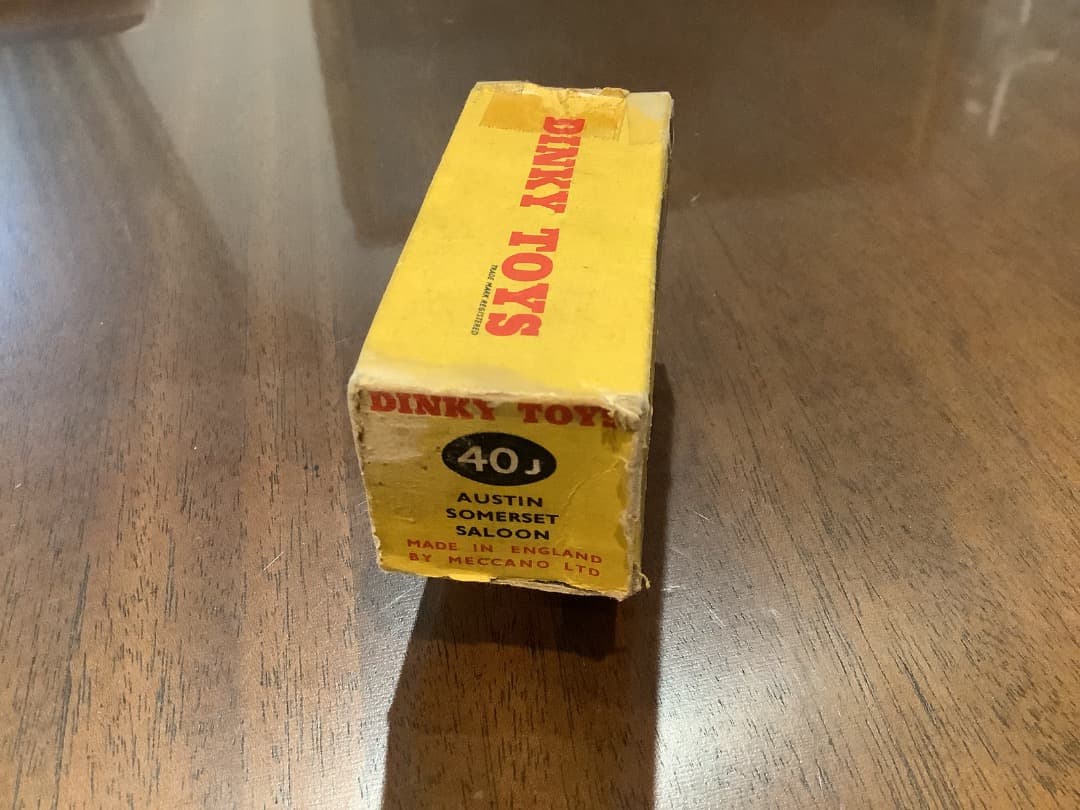 DINKY TOYS
TRADE MARK REGISTERED
DINKY TOYS
40J
AUSTIN
SOMERSET
SALOON
MADE IN ENGLAND
BY MECCANO LTD